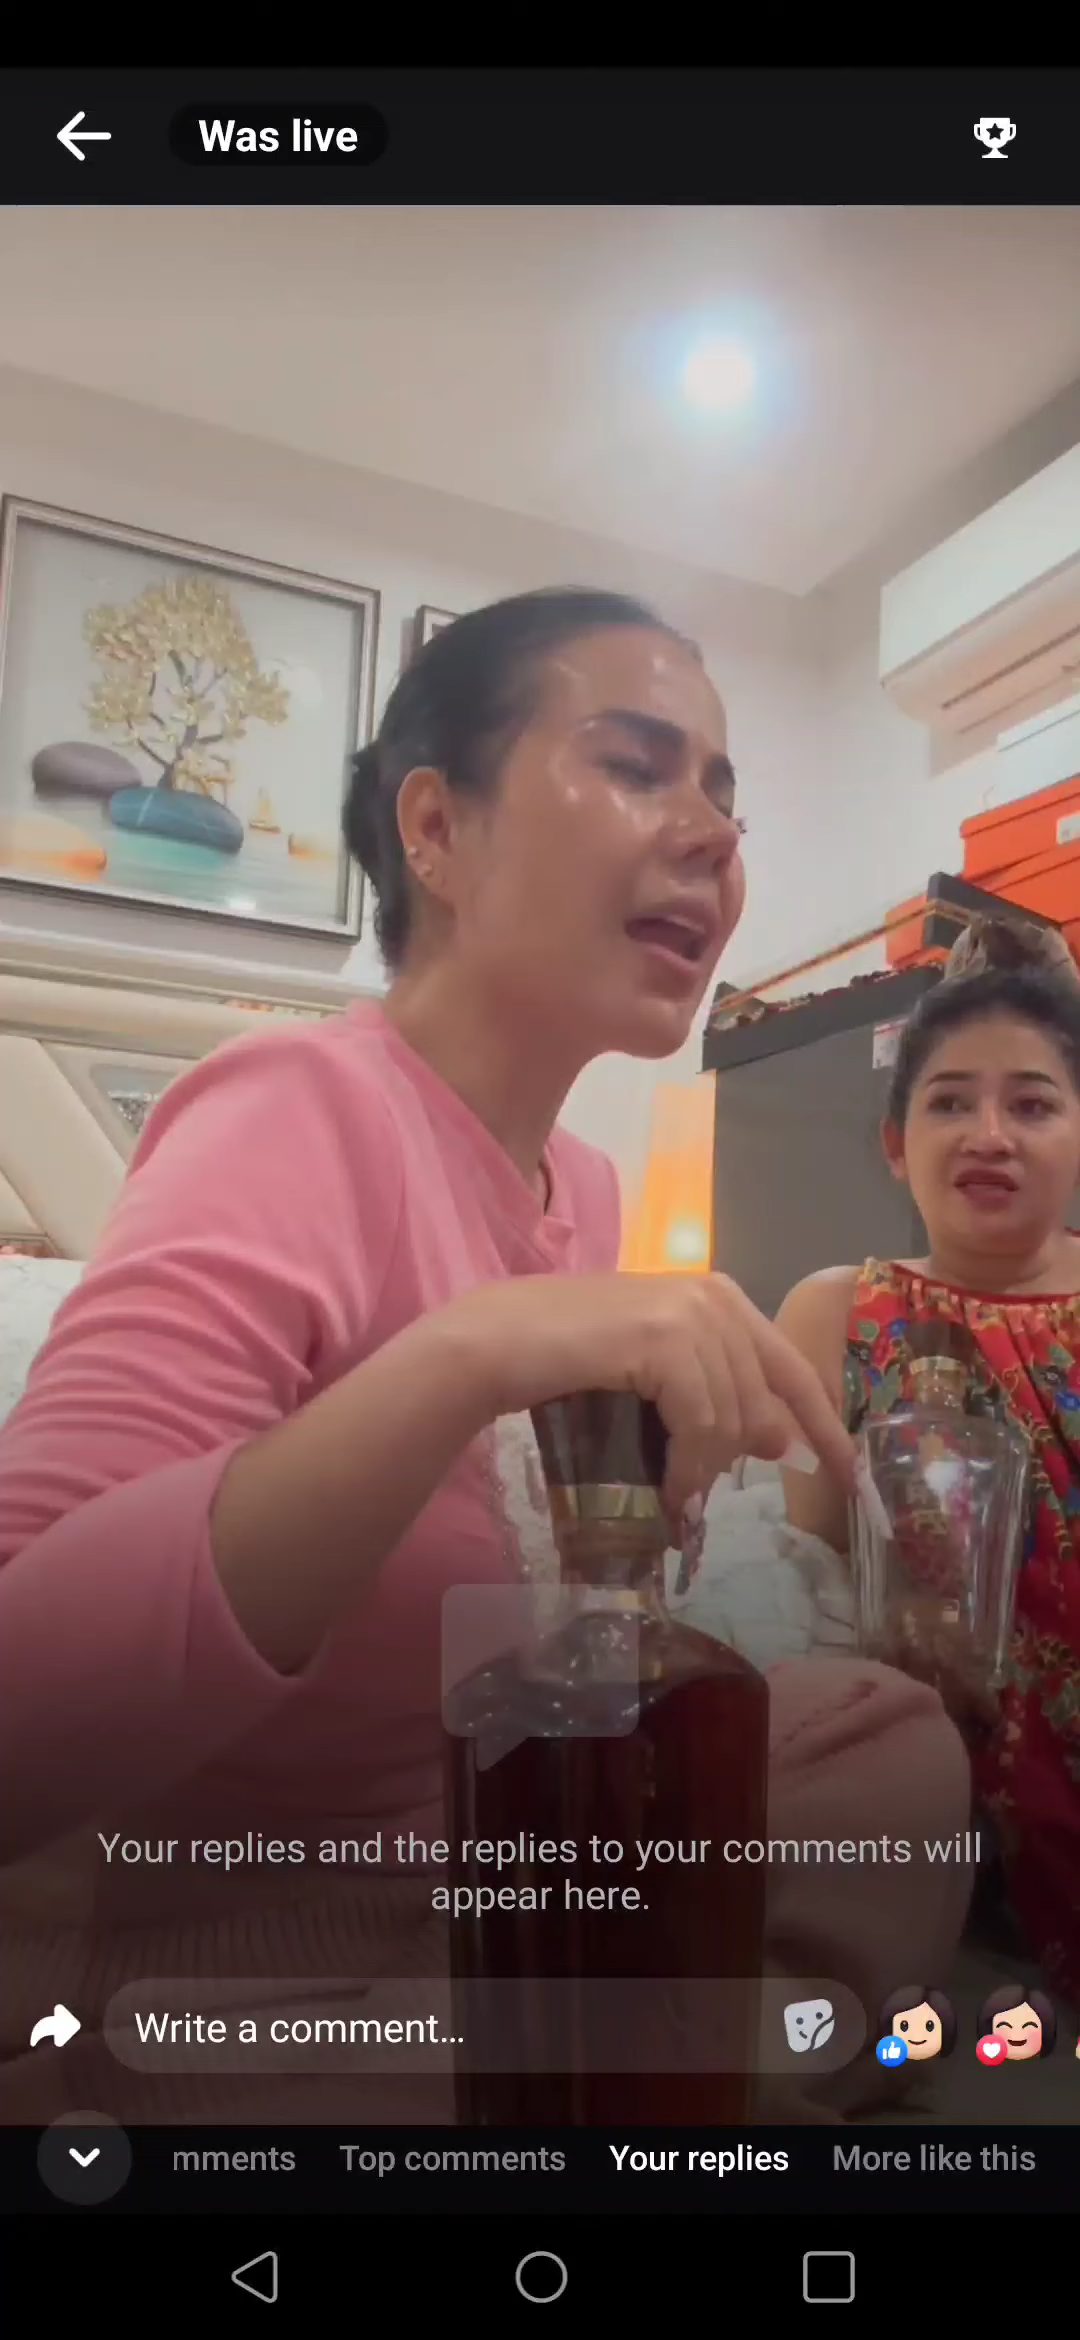 Was live
Your replies and the replies to your comments will
appear here.
Write a comment...
mments
Top comments
Your replies
More like this